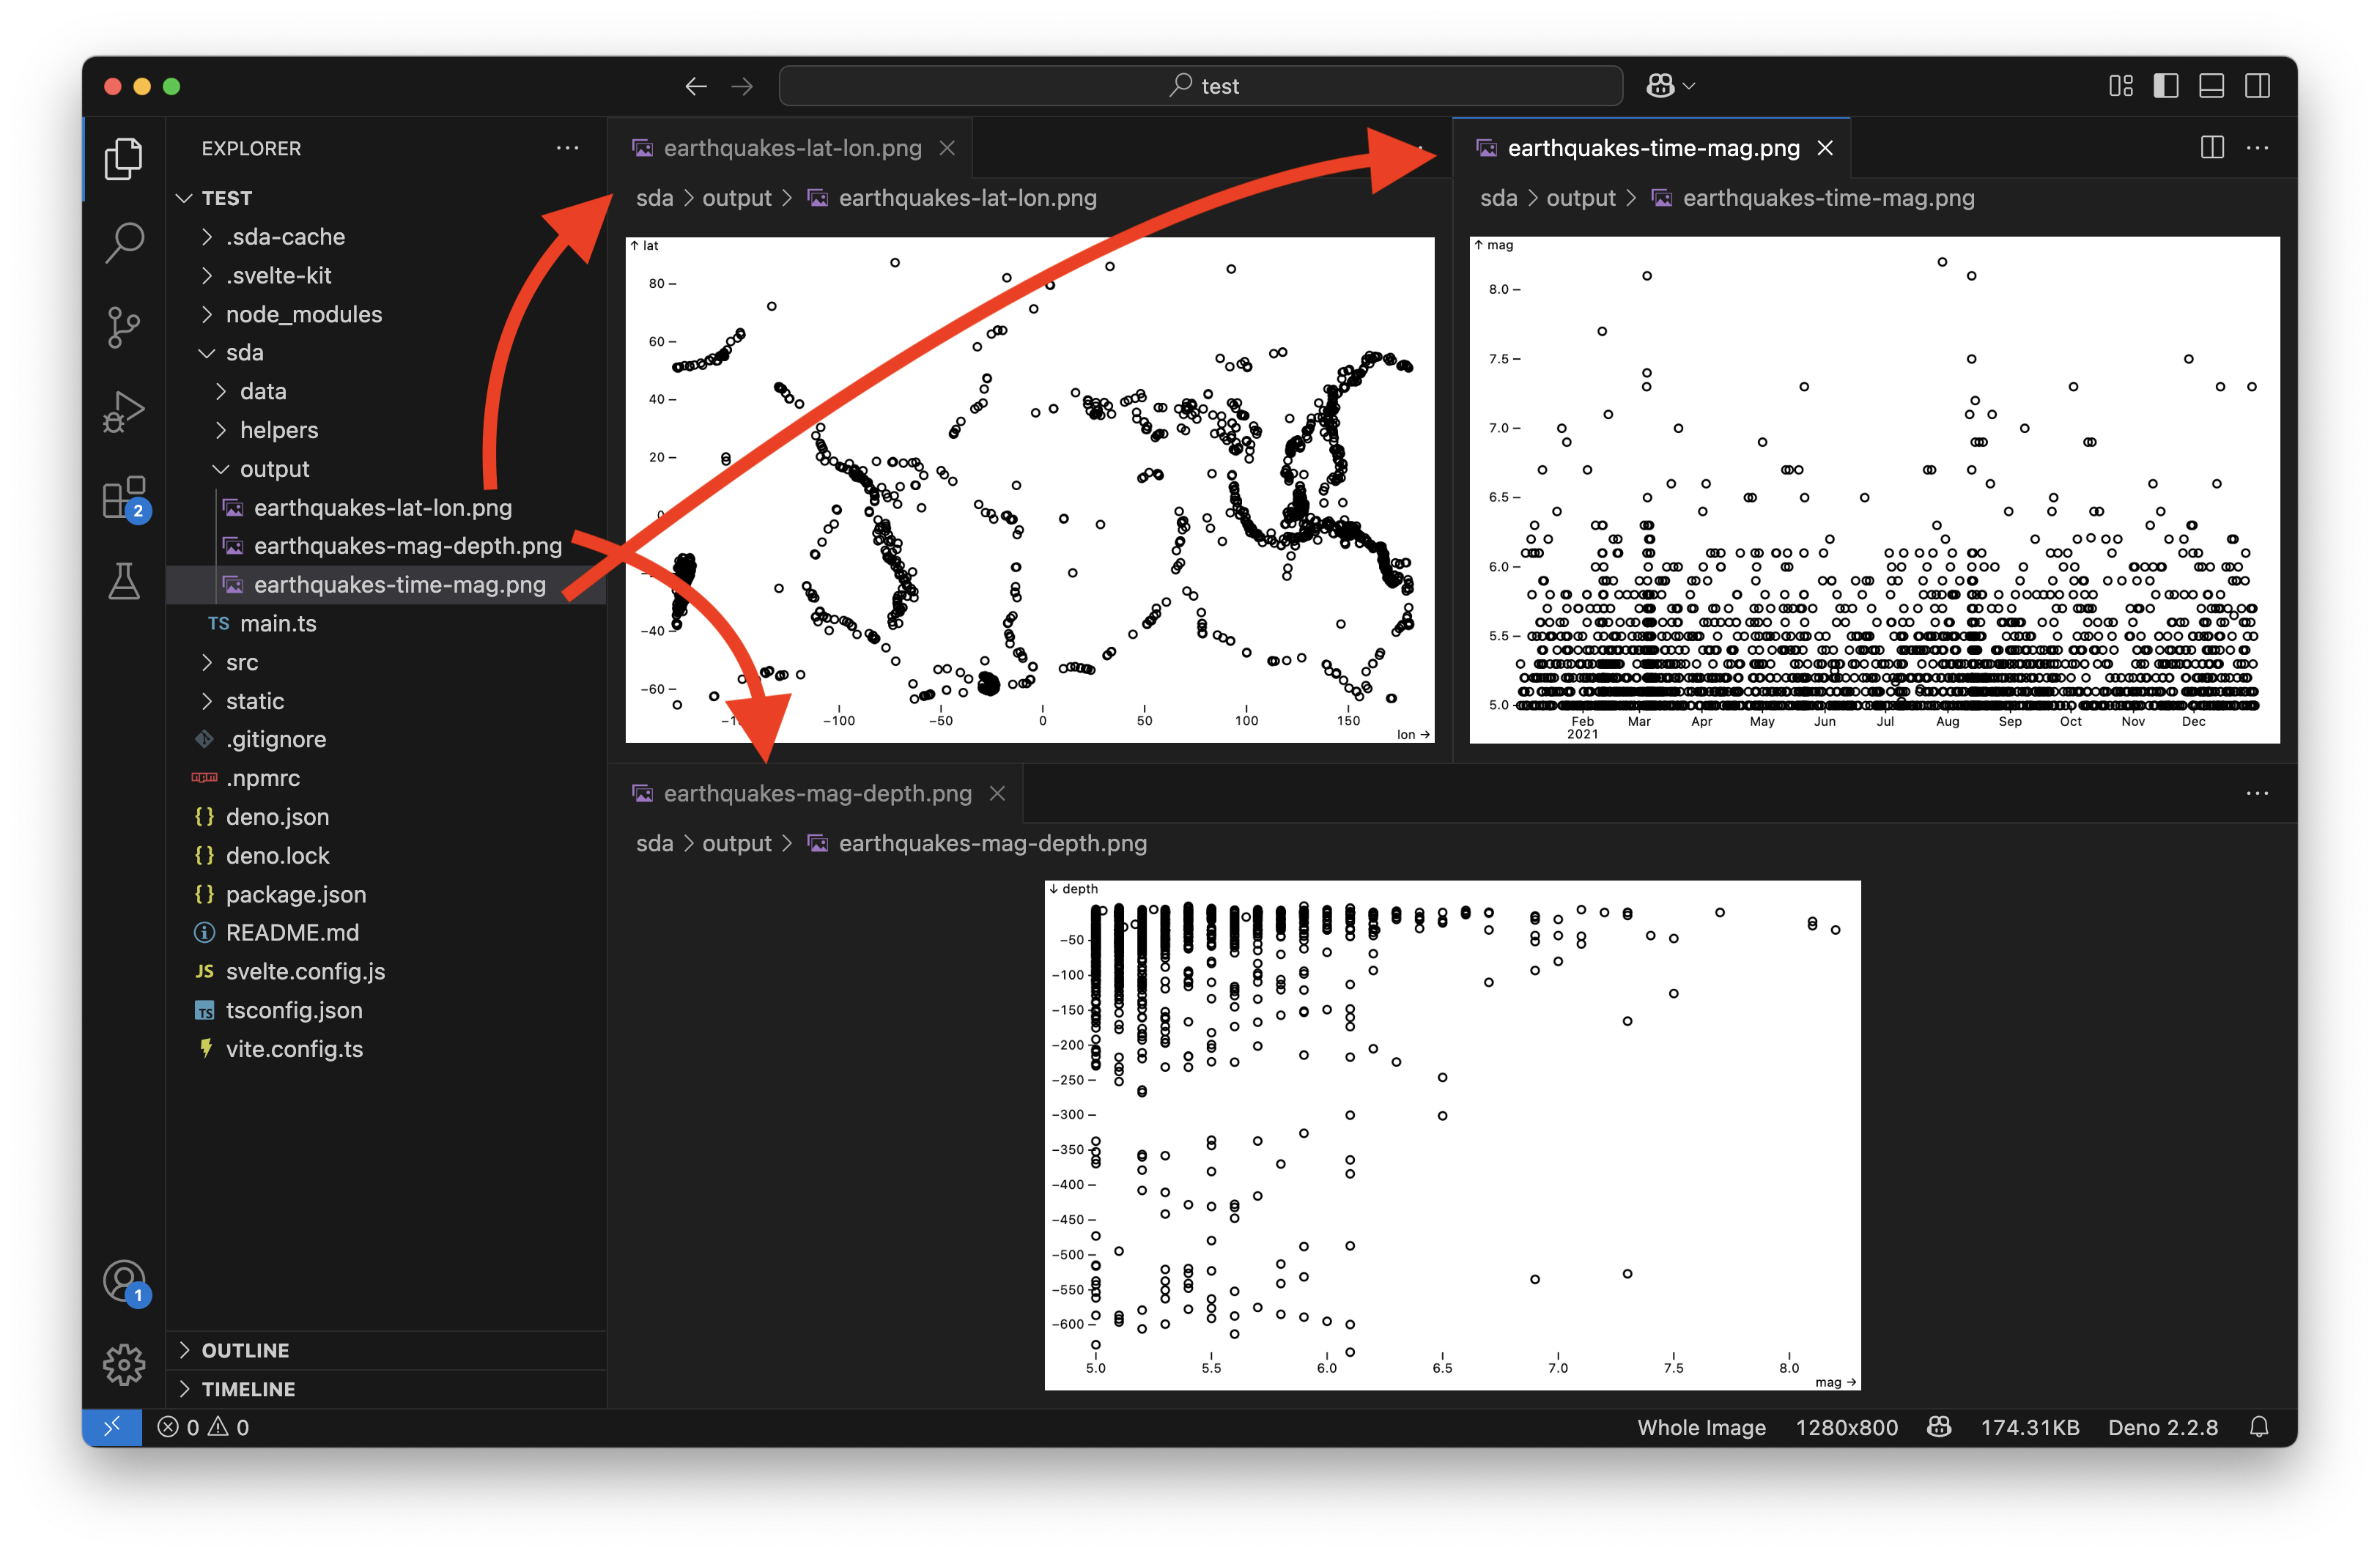 test
EXPLORER
TEST
.sda-cache
.svelte-kit
node_modules
sda
data
helpers
output
earthquakes-lat-lon.png
earthquakes-mag-depth.png
earthquakes-time-mag.png
TS main.ts
src
static
.gitignore
.npmrc
{} deno.json
{} deno.lock
{} package.json
README.md
JS svelte.config.js
TS tsconfig.json
vite.config.ts
OUTLINE
TIMELINE
2
1
earthquakes-lat-lon.png
sda > output > earthquakes-lat-lon.png
↑ lat
80
60
40
20
0
−40
−60
−100
−50
0
50
100
150
lon →
earthquakes-time-mag.png
sda > output > earthquakes-time-mag.png
↑ mag
8.0
7.5
7.0
6.5
6.0
5.5
5.0
Feb Mar Apr May Jun Jul Aug Sep Oct Nov Dec
2021
earthquakes-mag-depth.png
sda > output > earthquakes-mag-depth.png
↓ depth
−50
−100
−150
−200
−250
−300
−350
−400
−450
−500
−550
−600
5.0 5.5 6.0 6.5 7.0 7.5 8.0
mag →
0 0
Whole Image 1280x800 174.31KB Deno 2.2.8